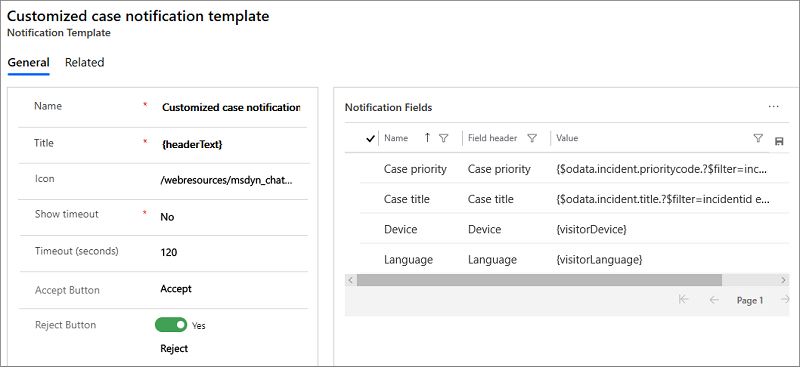 Customized case notification template
Notification Template
General Related
Name * Customized case notification
Title * {headerText}
Icon /webresources/msdyn_chat...
Show timeout * No
Timeout (seconds) 120
Accept Button Accept
Reject Button Yes
Reject
Notification Fields ...
Name Field header Value
Case priority Case priority {$odata.incident.prioritycode.?$filter=inc...
Case title Case title {$odata.incident.title.?$filter=incidentid e...
Device Device {visitorDevice}
Language Language {visitorLanguage}
Page 1